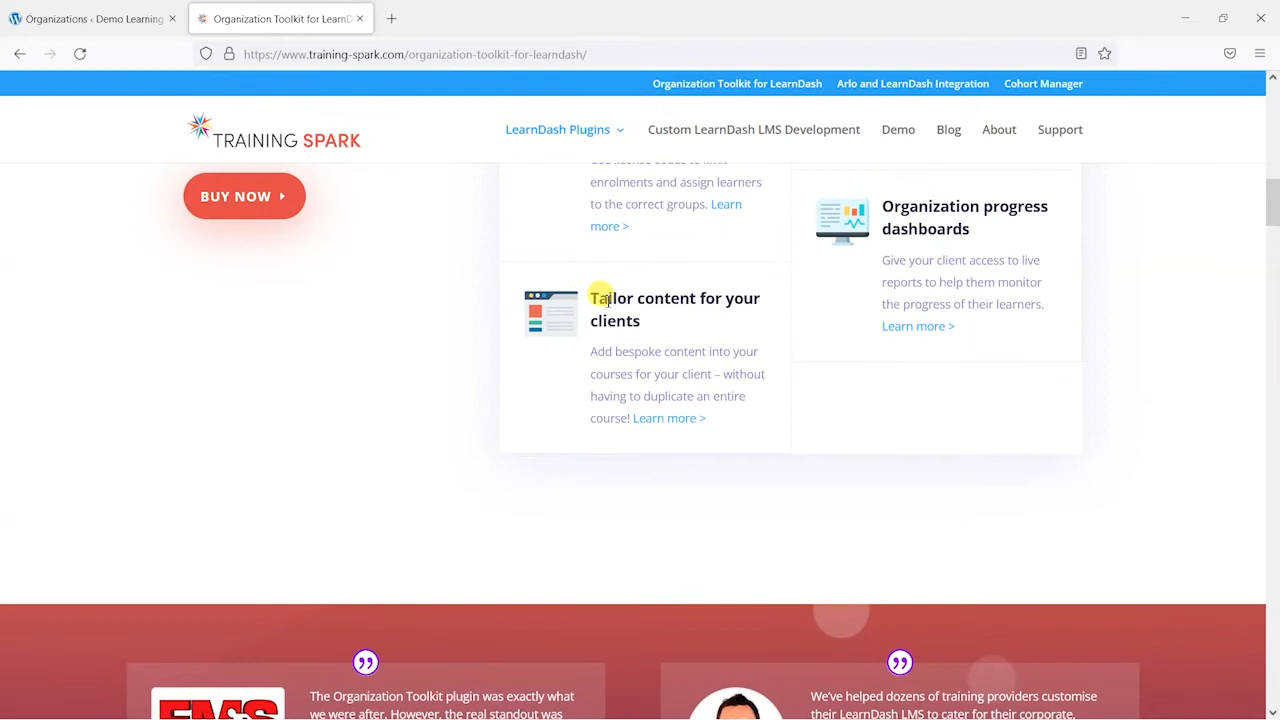 Organizations ‹ Demo Learning
Organization Toolkit for LearnD
https://www.training-spark.com/organization-toolkit-for-learndash/
Organization Toolkit for LearnDash
Arlo and LearnDash Integration
Cohort Manager
TRAINING SPARK
LearnDash Plugins
Custom LearnDash LMS Development
Demo
Blog
About
Support
BUY NOW
enrolments and assign learners
to the correct groups. Learn
more >
Tailor content for your
clients
Add bespoke content into your
courses for your client – without
having to duplicate an entire
course! Learn more >
Organization progress
dashboards
Give your client access to live
reports to help them monitor
the progress of their learners.
Learn more >
The Organization Toolkit plugin was exactly what
we were after. However, the real standout was
We've helped dozens of training providers customise
their LearnDash LMS to cater for their corporate,